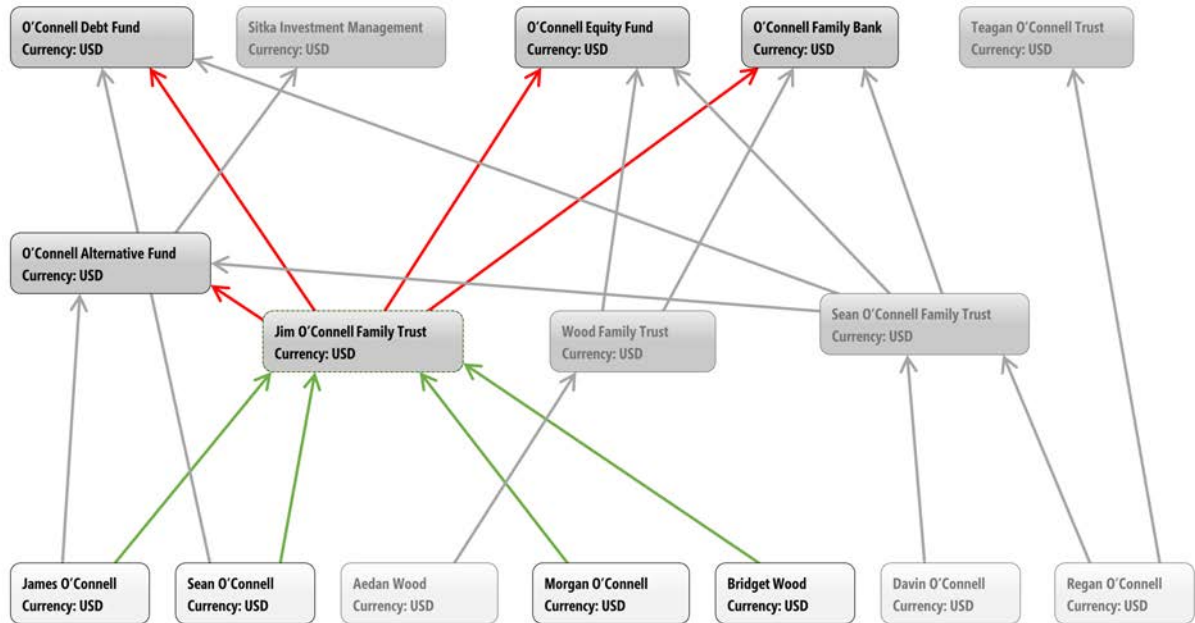 O'Connell Debt Fund
Currency: USD
Sitka Investment Management
Currency: USD
O'Connell Equity Fund
Currency: USD
O'Connell Family Bank
Currency: USD
Teagan O'Connell Trust
Currency: USD
O'Connell Alternative Fund
Currency: USD
Jim O'Connell Family Trust
Currency: USD
Wood Family Trust
Currency: USD
Sean O'Connell Family Trust
Currency: USD
James O'Connell
Currency: USD
Sean O'Connell
Currency: USD
Aedan Wood
Currency: USD
Morgan O'Connell
Currency: USD
Bridget Wood
Currency: USD
Davin O'Connell
Currency: USD
Regan O'Connell
Currency: USD